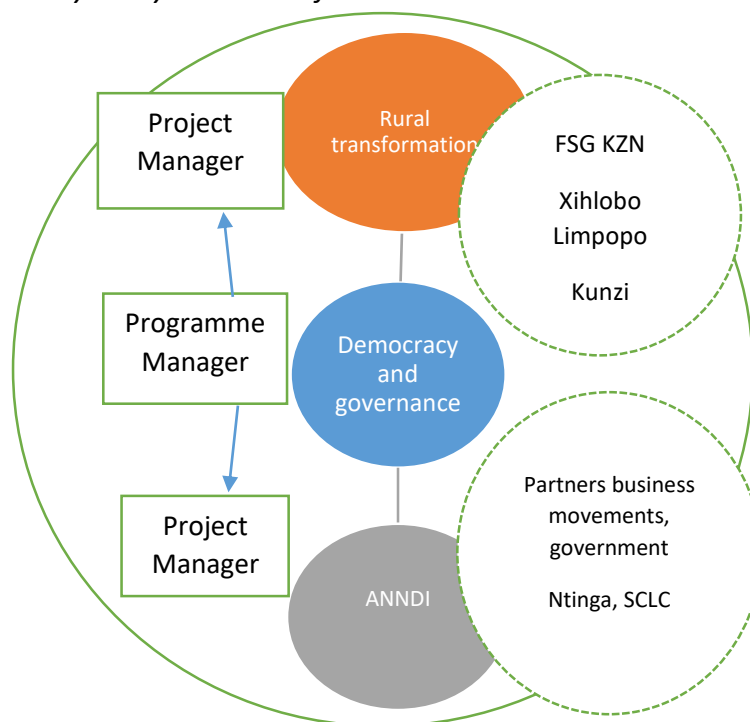 Project
Manager
Rural
transformation
FSG KZN
Xihlobo
Limpopo
Kunzi
Programme
Manager
Democracy
and
governance
Project
Manager
ANNDI
Partners business
movements,
government
Ntinga, SCLC